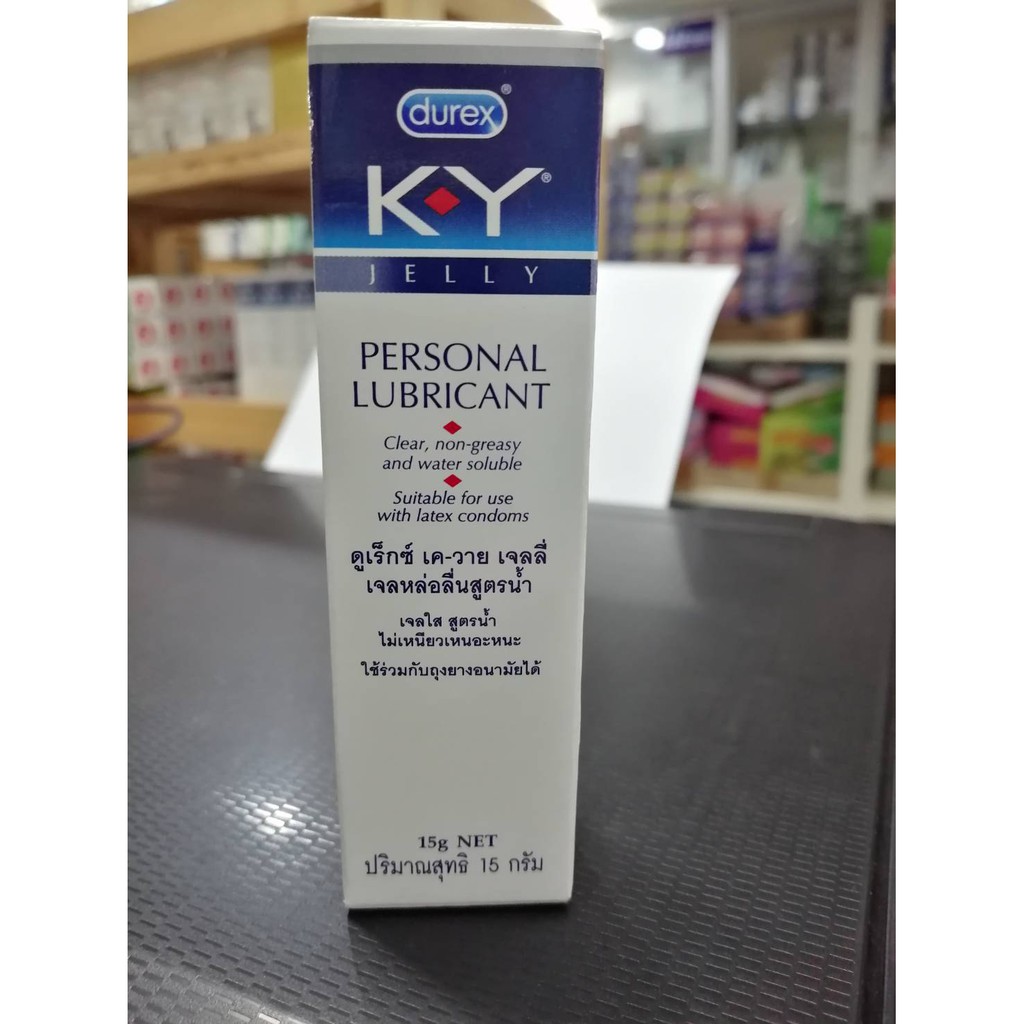 durex®
K-Y®
JELLY
PERSONAL
LUBRICANT
Clear, non-greasy
and water soluble
Suitable for use
with latex condoms
ดูเร็กซ์ เค-วาย เจลลี่
เจลหล่อลื่นสูตรน้ำ
เจลใส สูตรน้ำ
ไม่เหนียวเหนอะหนะ
ใช้ร่วมกับถุงยางอนามัยได้
15g NET
ปริมาณสุทธิ 15 กรัม